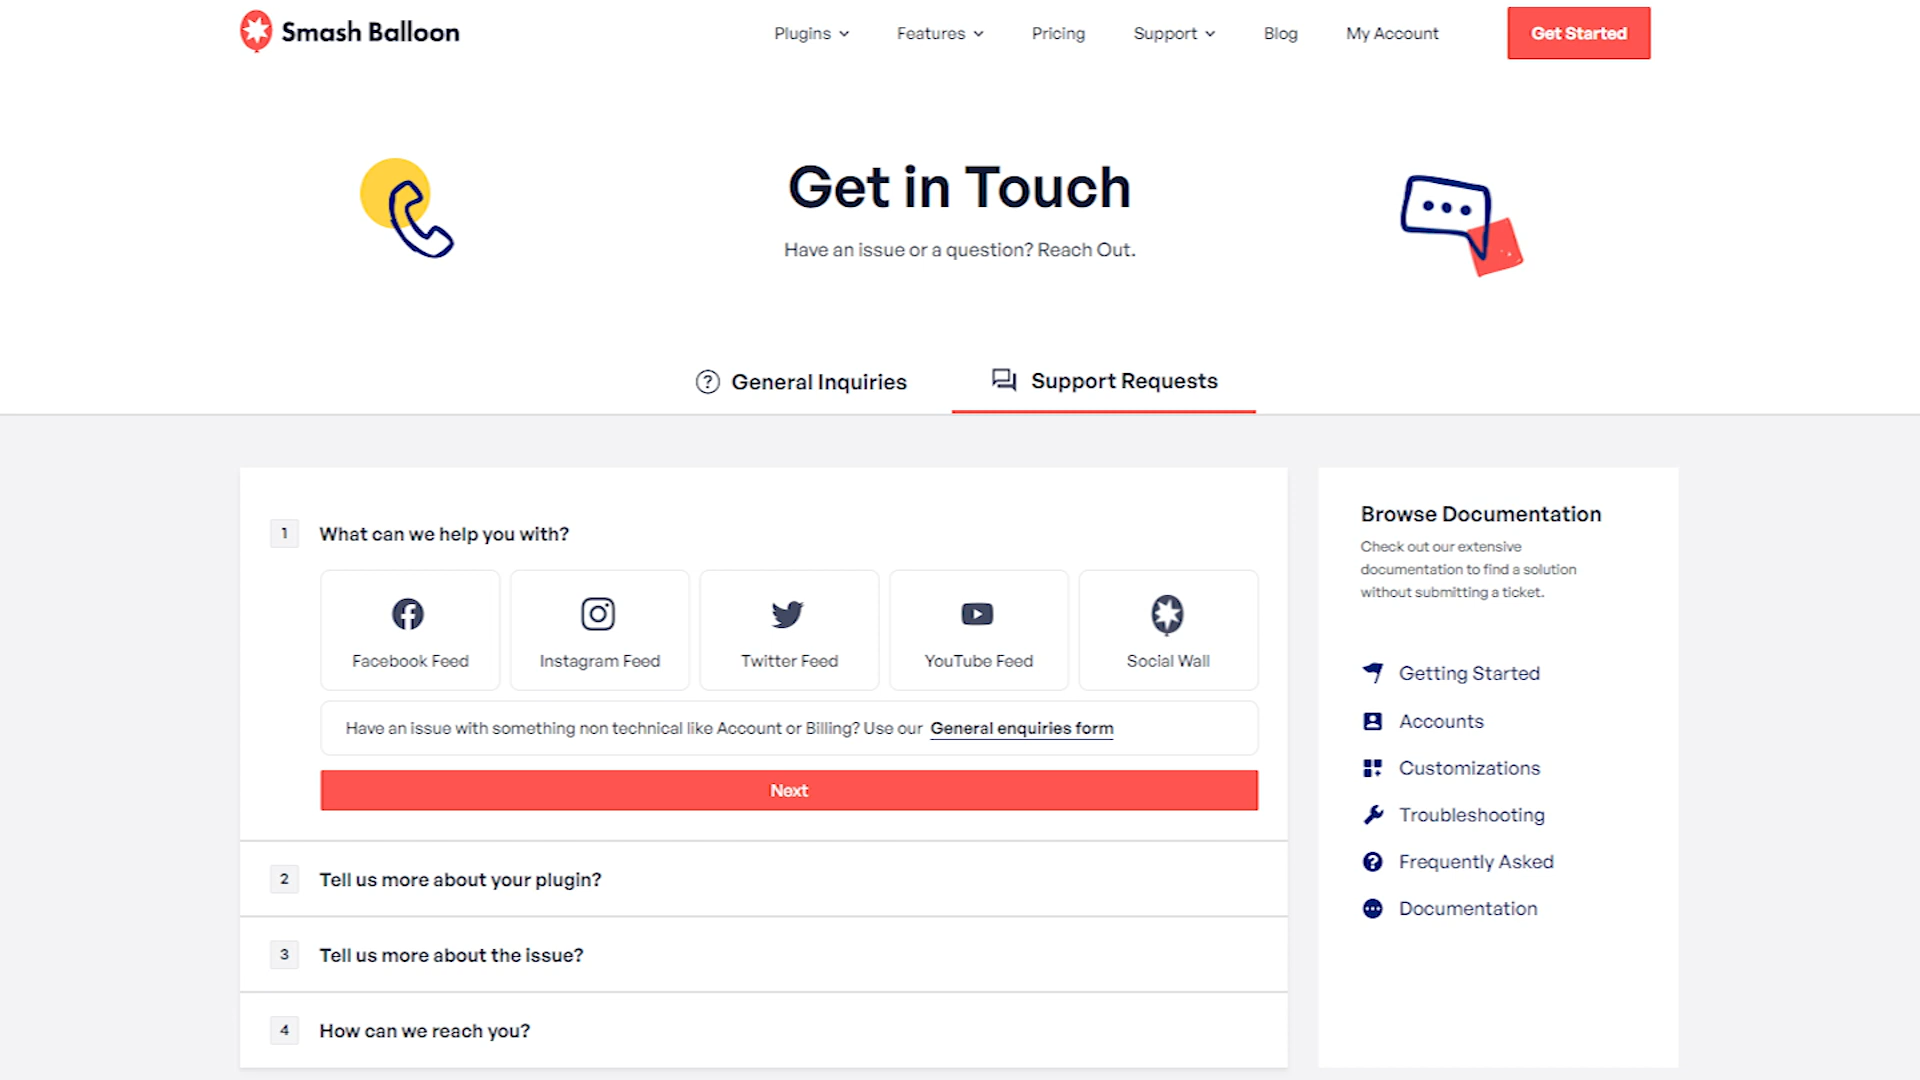 Smash Balloon
Plugins
Features
Pricing
Support
Blog
My Account
Get Started
Get in Touch
Have an issue or a question? Reach Out.
General Inquiries
Support Requests
1
What can we help you with?
Facebook Feed
Instagram Feed
Twitter Feed
YouTube Feed
Social Wall
Have an issue with something non technical like Account or Billing? Use our General enquiries form
Next
2
Tell us more about your plugin?
3
Tell us more about the issue?
4
How can we reach you?
Browse Documentation
Check out our extensive
documentation to find a solution
without submitting a ticket.
Getting Started
Accounts
Customizations
Troubleshooting
Frequently Asked
Documentation